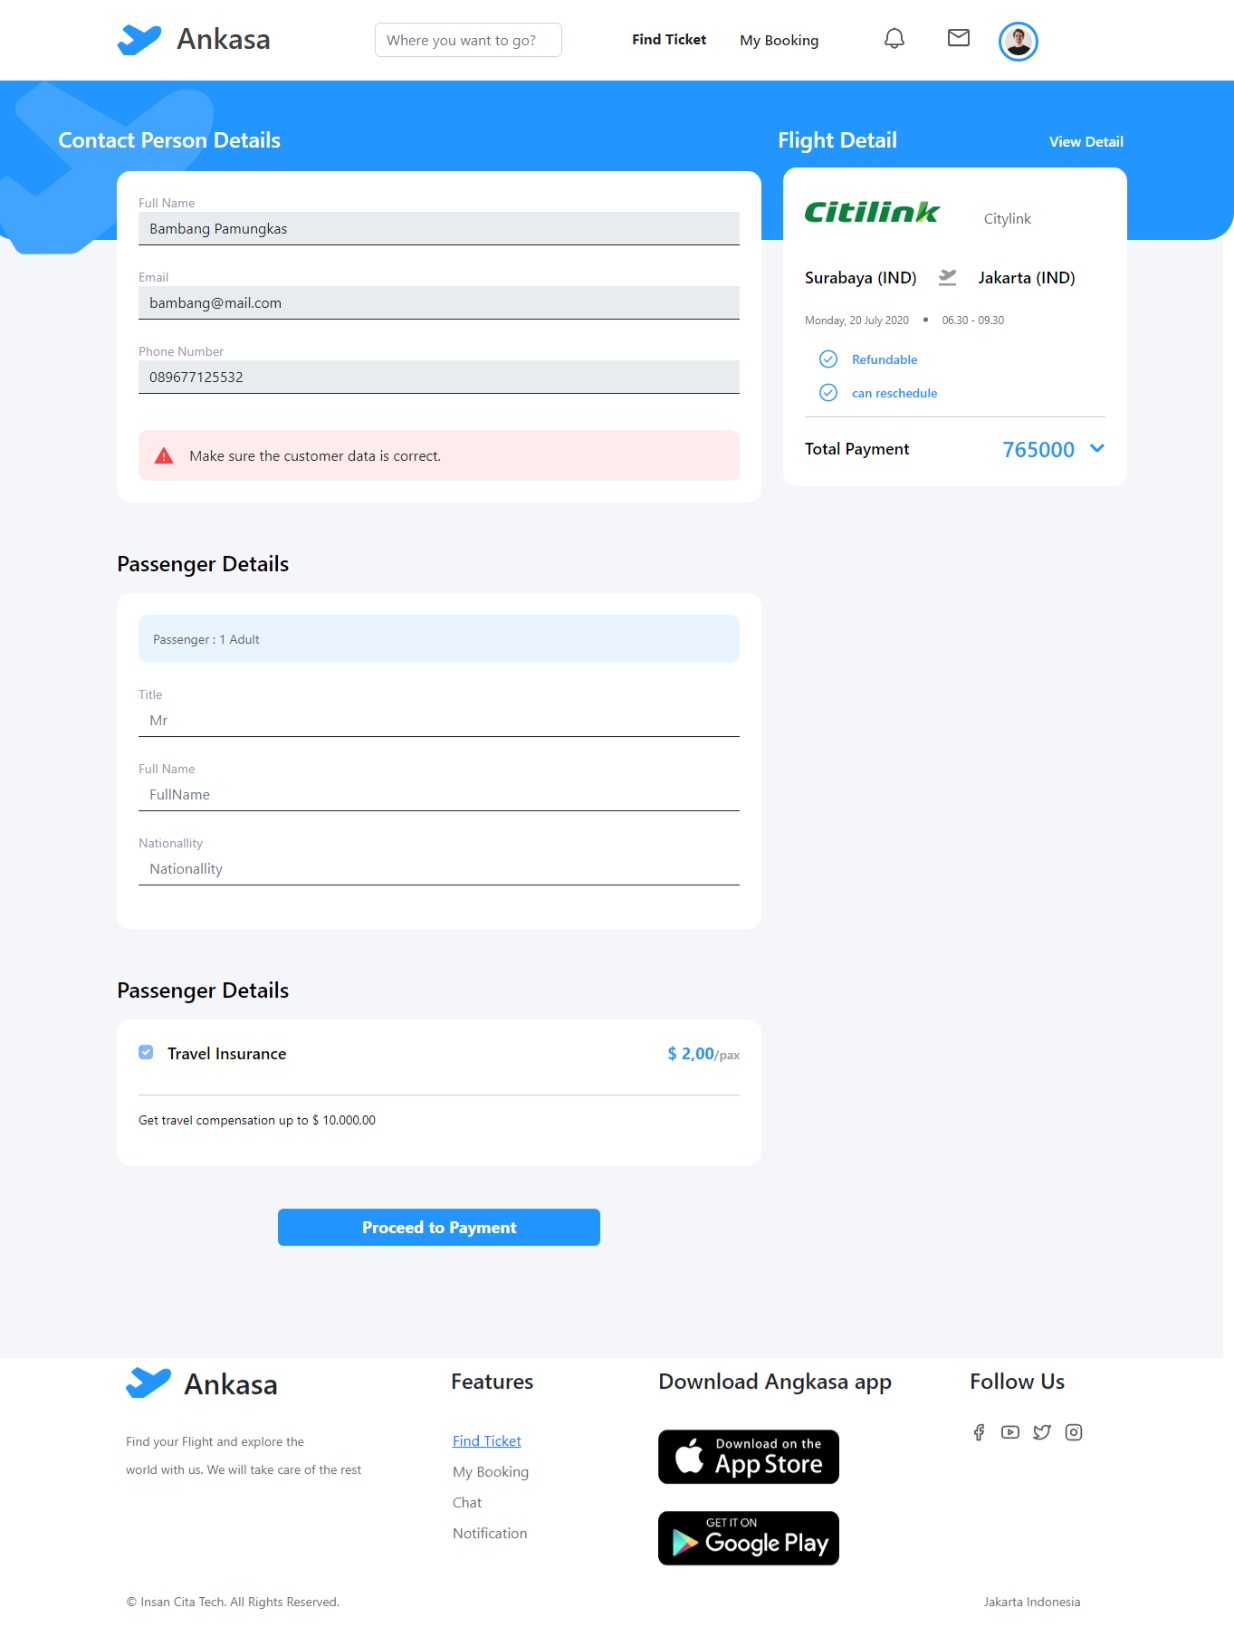 Ankasa
Where you want to go?
Find Ticket
My Booking
Contact Person Details
Full Name
Bambang Pamungkas
Email
bambang@mail.com
Phone Number
089677125532
Make sure the customer data is correct.
Flight Detail
View Detail
Citilink
Citylink
Surabaya (IND)
Jakarta (IND)
Monday, 20 July 2020 • 06.30 - 09.30
Refundable
can reschedule
Total Payment
765000
Passenger Details
Passenger : 1 Adult
Title
Mr
Full Name
FullName
Nationallity
Nationallity
Passenger Details
Travel Insurance
$ 2,00/pax
Get travel compensation up to $ 10.000,00
Proceed to Payment
Ankasa
Find your Flight and explore the
world with us. We will take care of the rest
Features
Find Ticket
My Booking
Chat
Notification
Download Angkasa app
Download on the
App Store
GET IT ON
Google Play
Follow Us
© Insan Cita Tech. All Rights Reserved.
Jakarta Indonesia